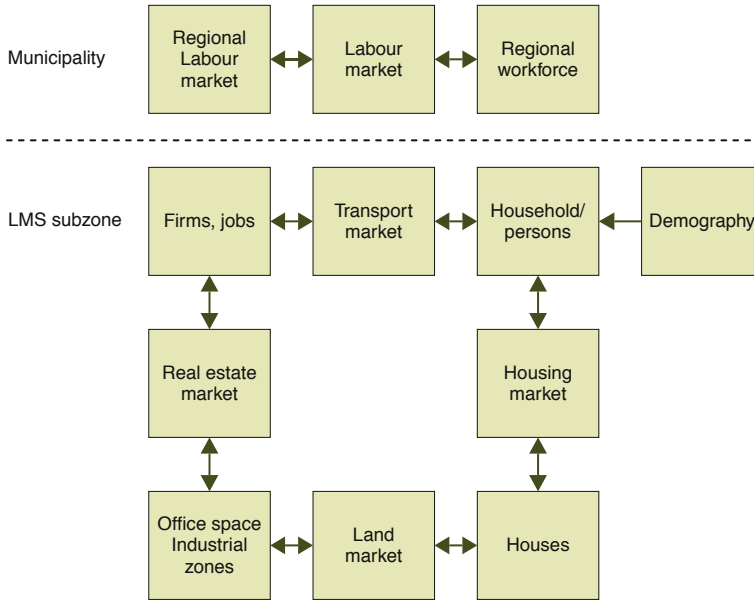 Municipality
Regional
Labour
market
Labour
market
Regional
workforce
LMS subzone
Firms, jobs
Transport
market
Household/
persons
Demography
Real estate
market
Housing
market
Office space
Industrial
zones
Land
market
Houses